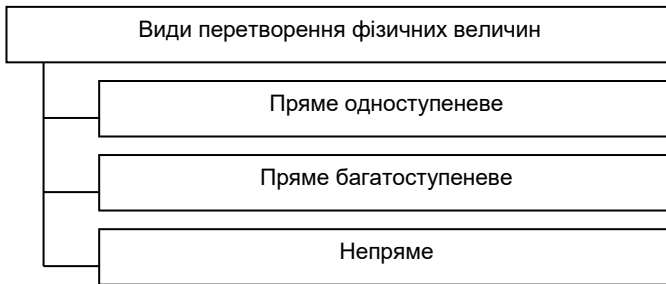 Види перетворення фізичних величин
Пряме одноступеневе
Пряме багатоступеневе
Непряме